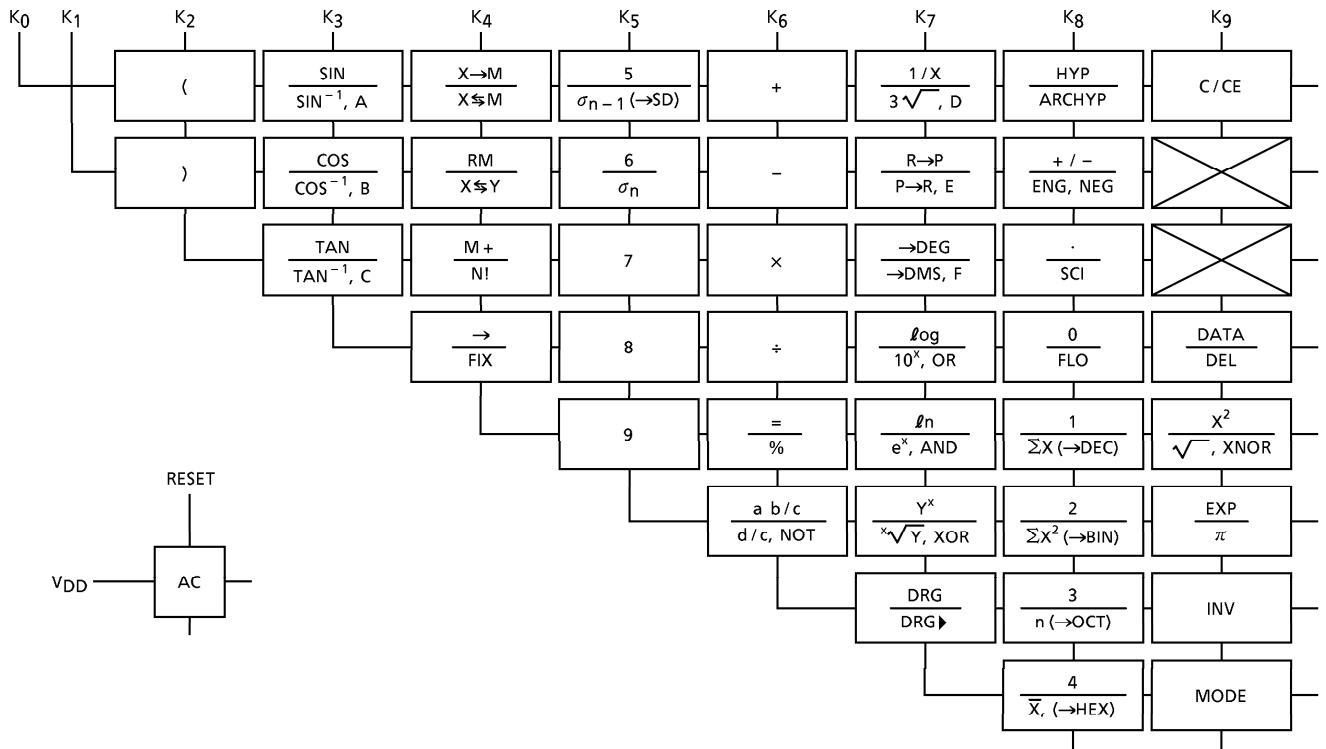 K0 K1 K2 K3 K4 K5 K6 K7 K8 K9
( SIN X→M 5 + 1/X HYP C/CE
SIN⁻¹, A X⇆M σn−1 (→SD) 3√, D ARCHYP
) COS RM 6 − R→P +/−
COS⁻¹, B X⇆Y σn P→R, E ENG, NEG
TAN M+ 7 × →DEG ·
TAN⁻¹, C N! →DMS, F SCI
→ 8 ÷ ℓog 0 DATA
FIX 10ˣ, OR FLO DEL
9 = ℓn 1 X²
% eˣ, AND ΣX (→DEC) √, XNOR
RESET
a b/c Yˣ 2 EXP
d/c, NOT ˣ√Y, XOR ΣX² (→BIN) π
VDD AC
DRG 3 INV
DRG▶ n (→OCT)
4 MODE
X̄, (→HEX)